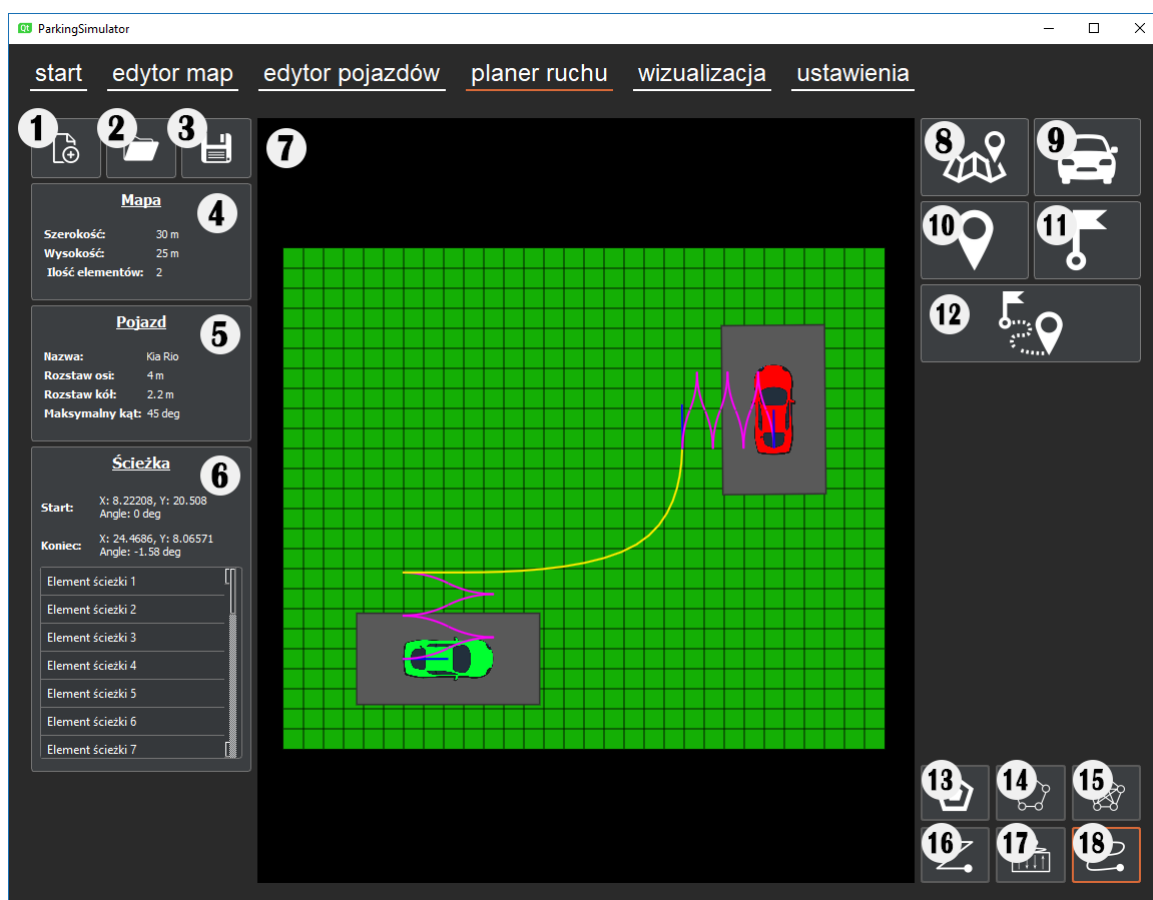 ParkingSimulator
start edytor map edytor pojazdów planer ruchu wizualizacja ustawienia
1 2 3
Mapa 4
Szerokość: 30 m
Wysokość: 25 m
Ilość elementów: 2
Pojazd 5
Nazwa: Kia Rio
Rozstaw osi: 4 m
Rozstaw kół: 2.2 m
Maksymalny kąt: 45 deg
Ścieżka 6
Start: X: 8.22208, Y: 20.508
Angle: 0 deg
Koniec: X: 24.4686, Y: 8.06571
Angle: -1.58 deg
Element ścieżki 1
Element ścieżki 2
Element ścieżki 3
Element ścieżki 4
Element ścieżki 5
Element ścieżki 6
Element ścieżki 7
7
8 9
10 11
12
13 14 15
16 17 18